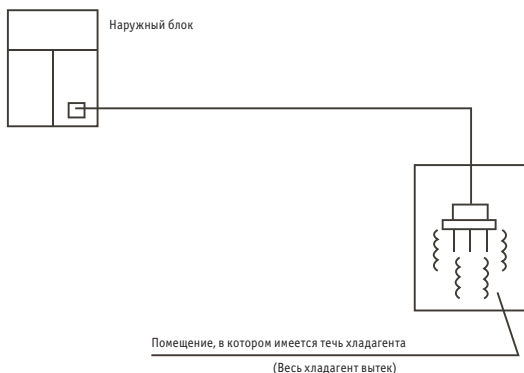 Наружный блок
Помещение, в котором имеется течь хладагента
(Весь хладагент вытек)